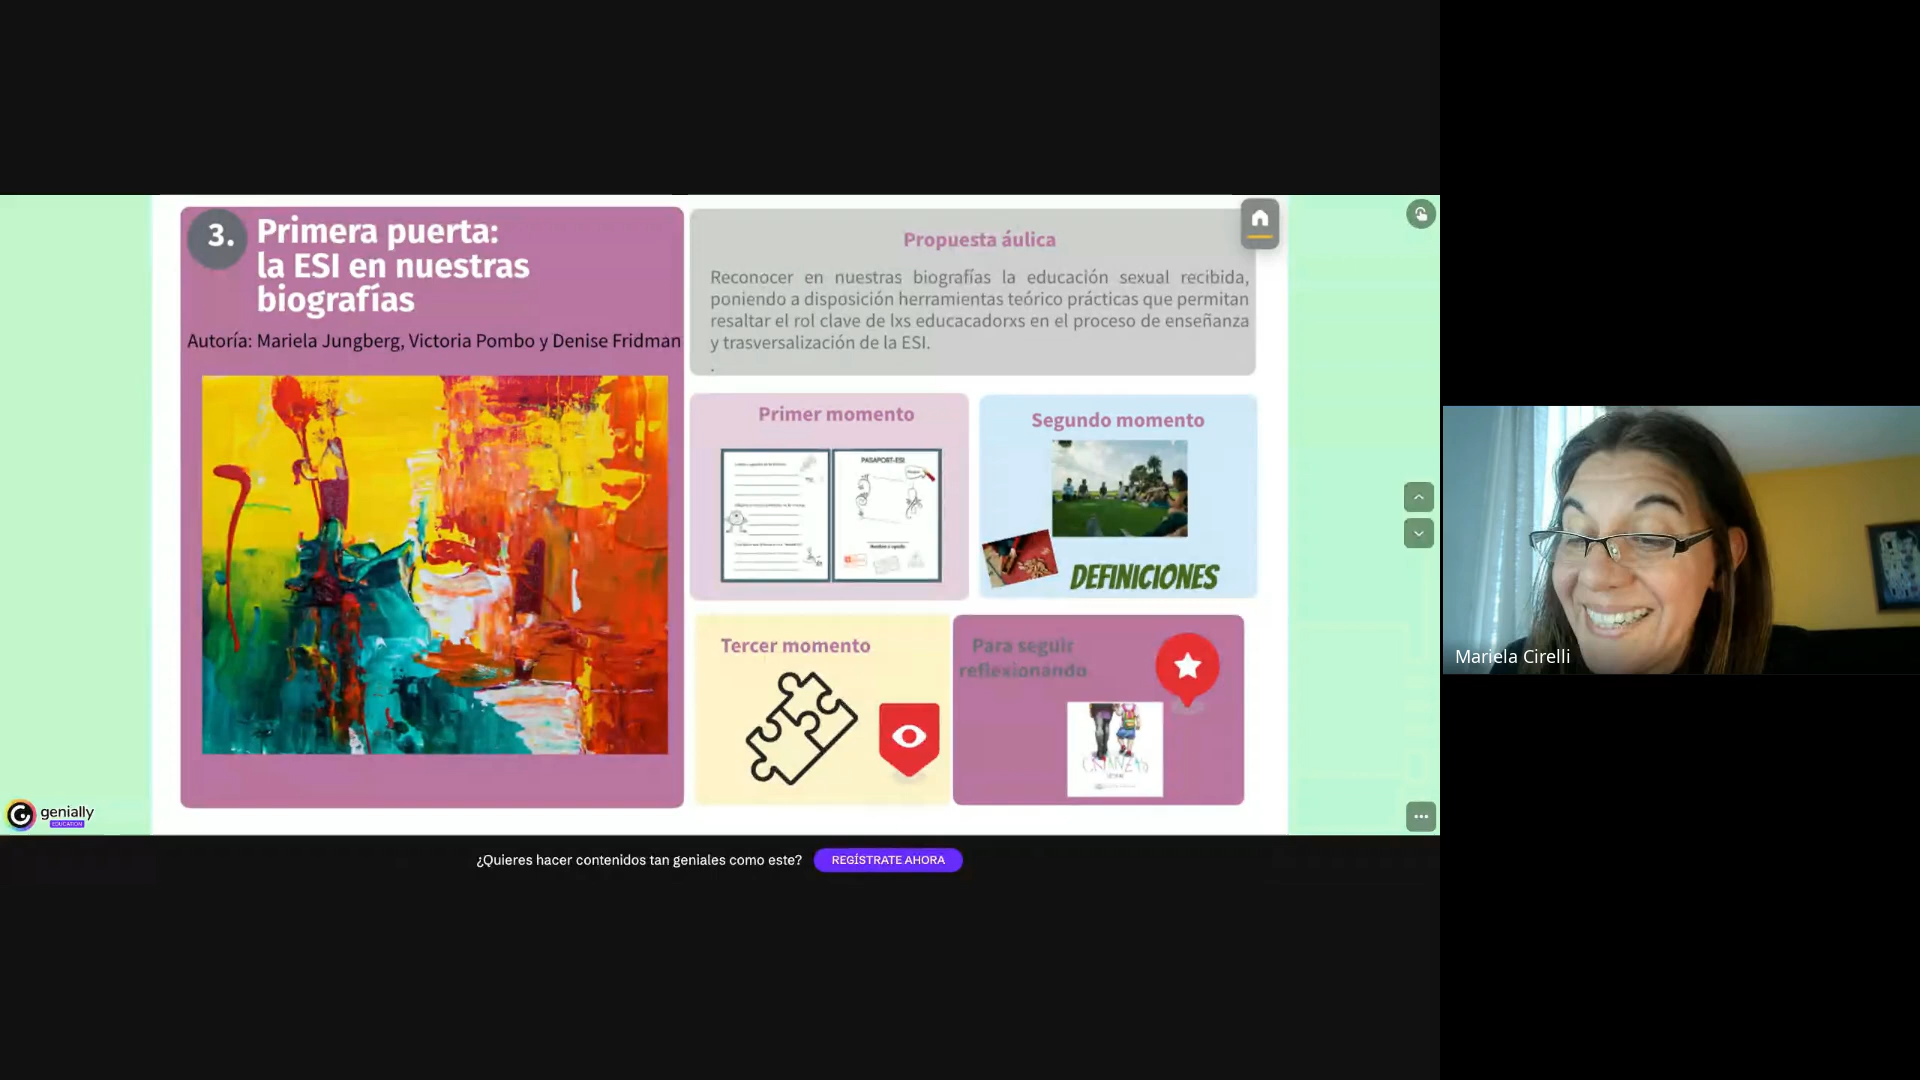 3.
Primera puerta:
la ESI en nuestras
biografías
Autoría: Mariela Jungberg, Victoria Pombo y Denise Fridman
Propuesta áulica
Reconocer en nuestras biografías la educación sexual recibida,
poniendo a disposición herramientas teórico prácticas que permitan
resaltar el rol clave de lxs educacadorxs en el proceso de enseñanza
y trasversalización de la ESI.
.
Primer momento
PASAPORT-ESI
Segundo momento
DEFINICIONES
Tercer momento
Para seguir
reflexionando
CRIANZAS
genially
EDUCATION
¿Quieres hacer contenidos tan geniales como este?
REGÍSTRATE AHORA
Mariela Cirelli